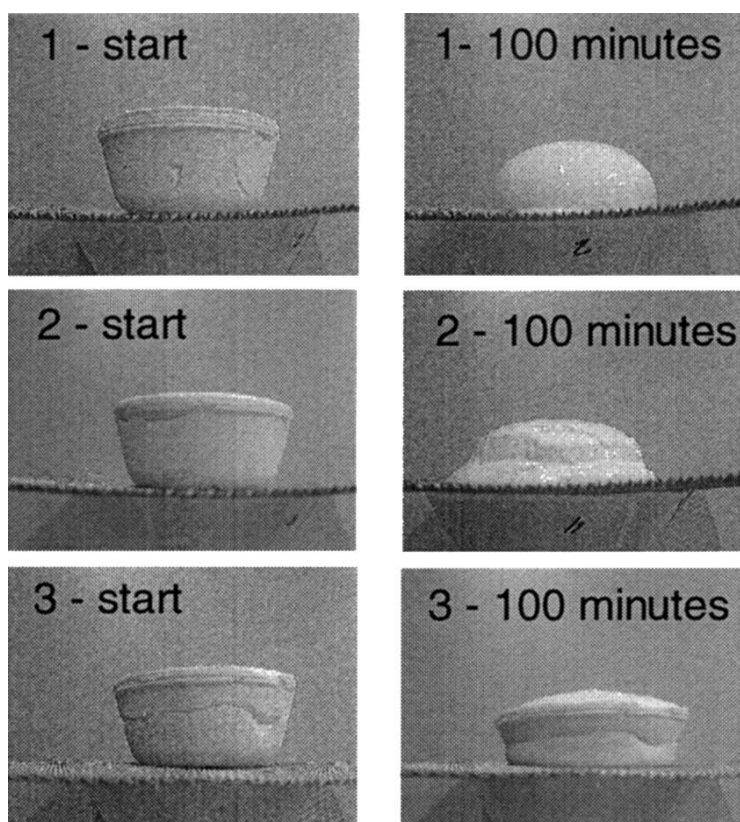 1 - start
1- 100 minutes
2 - start
2 - 100 minutes
3 - start
3 - 100 minutes